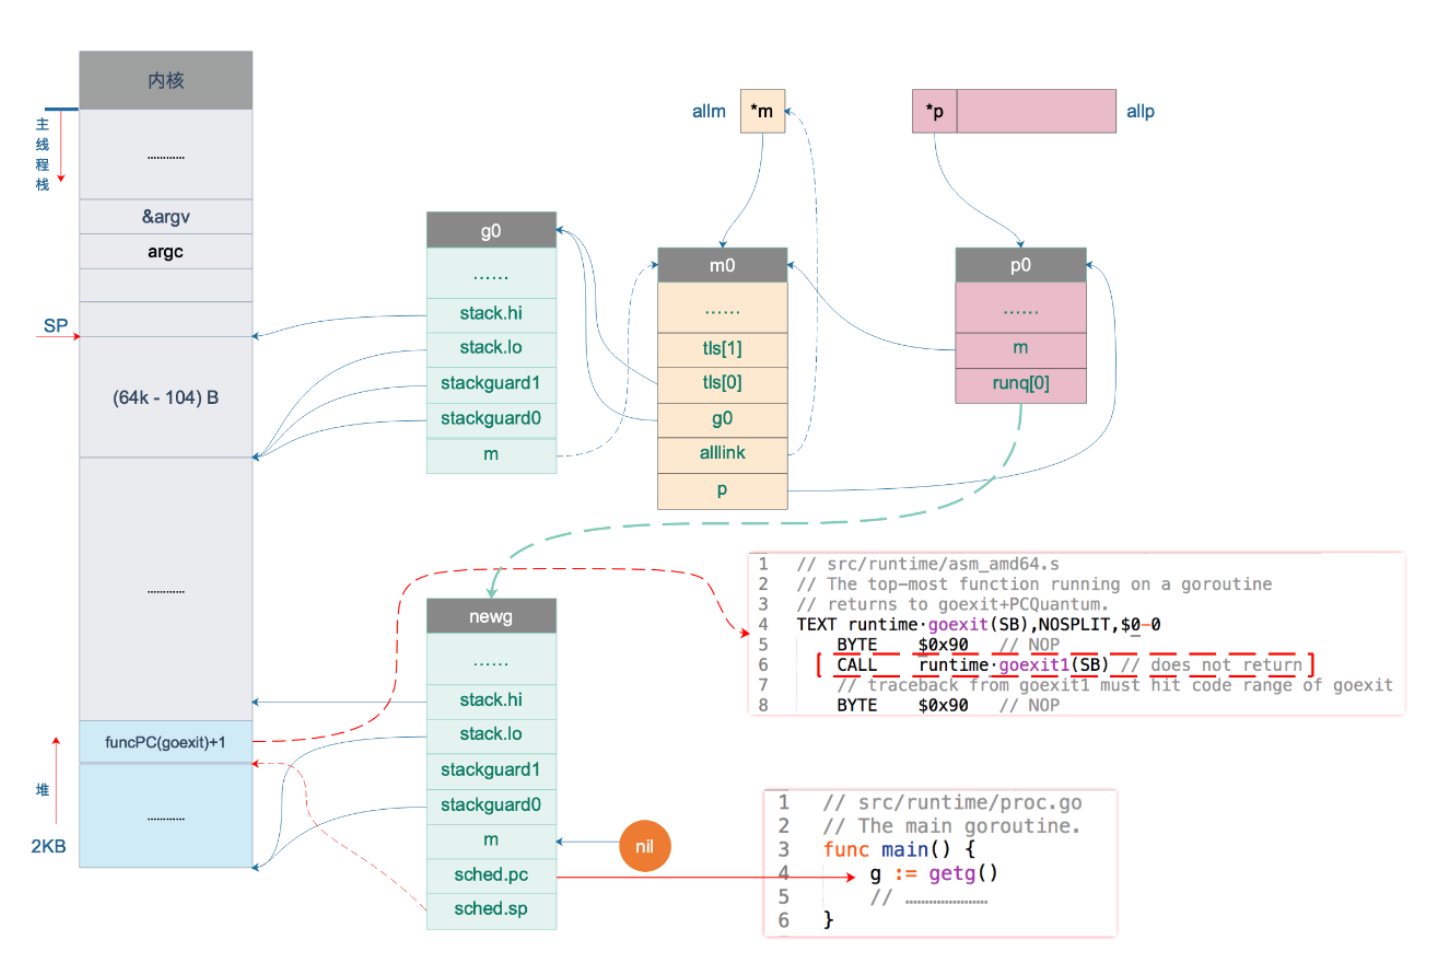 内核
主线程栈
............
&argv
argc
SP
(64k - 104) B
............
funcPC(goexit)+1
堆
............
2KB
allm
*m
*p
allp
g0
......
stack.hi
stack.lo
stackguard1
stackguard0
m
m0
......
tls[1]
tls[0]
g0
alllink
p
p0
......
m
runq[0]
newg
......
stack.hi
stack.lo
stackguard1
stackguard0
m
sched.pc
sched.sp
nil
1 // src/runtime/asm_amd64.s
2 // The top-most function running on a goroutine
3 // returns to goexit+PCQuantum.
4 TEXT runtime·goexit(SB),NOSPLIT,$0-0
5 BYTE $0x90 // NOP
6 CALL runtime·goexit1(SB) // does not return
7 // traceback from goexit1 must hit code range of goexit
8 BYTE $0x90 // NOP
1 // src/runtime/proc.go
2 // The main goroutine.
3 func main() {
4 g := getg()
5 // .....................
6 }